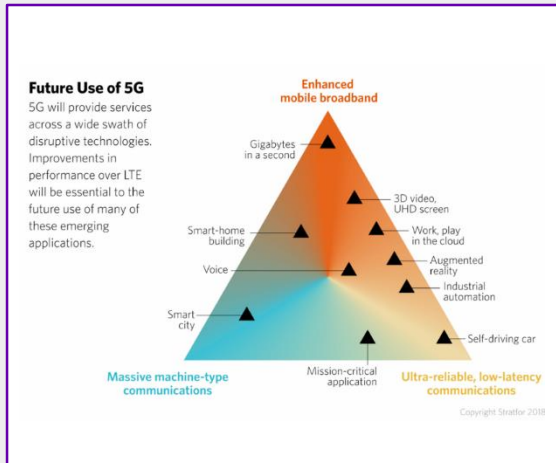 Future Use of 5G
5G will provide services
across a wide swath of
disruptive technologies.
Improvements in
performance over LTE
will be essential to the
future use of many of
these emerging
applications.
Enhanced
mobile broadband
Gigabytes
in a second
3D video,
UHD screen
Smart-home
building
Work, play
in the cloud
Voice
Augmented
reality
Industrial
automation
Smart
city
Self-driving car
Mission-critical
application
Massive machine-type
communications
Ultra-reliable, low-latency
communications
Copyright Stratfor 2018